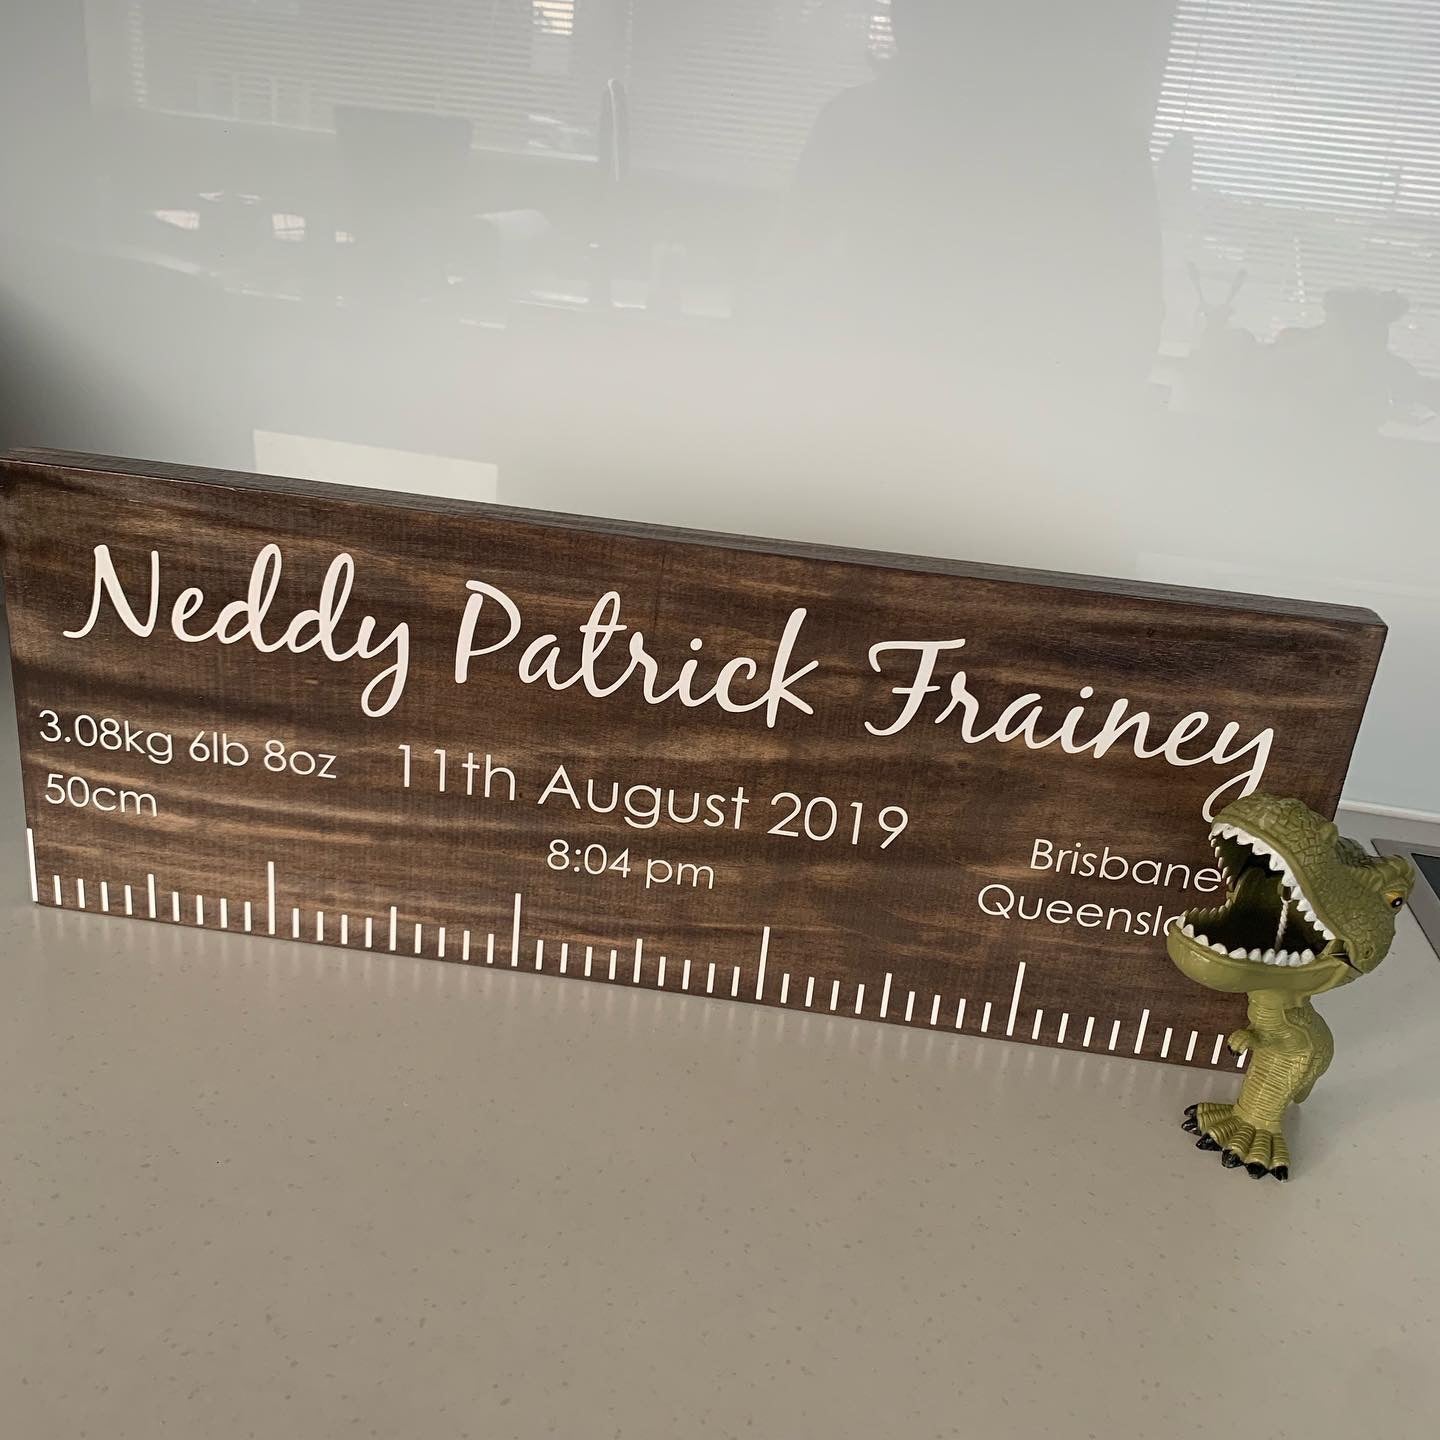 Neddy Patrick Frainey
3.08kg 6lb 8oz
50cm
11th August 2019
8:04 pm
Brisbane